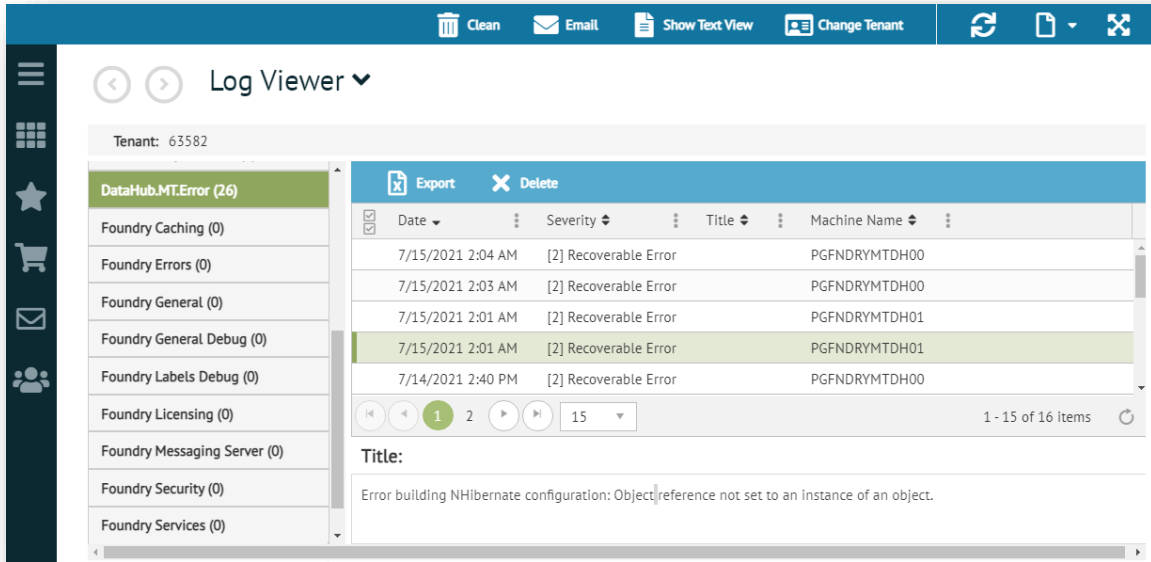 Clean Email Show Text View Change Tenant
Log Viewer
Tenant: 63582
DataHub.MT.Error (26)
Foundry Caching (0)
Foundry Errors (0)
Foundry General (0)
Foundry General Debug (0)
Foundry Labels Debug (0)
Foundry Licensing (0)
Foundry Messaging Server (0)
Foundry Security (0)
Foundry Services (0)
Export Delete
Date Severity Title Machine Name
7/15/2021 2:04 AM [2] Recoverable Error PGFNDRYMTDH00
7/15/2021 2:03 AM [2] Recoverable Error PGFNDRYMTDH00
7/15/2021 2:01 AM [2] Recoverable Error PGFNDRYMTDH01
7/15/2021 2:01 AM [2] Recoverable Error PGFNDRYMTDH01
7/14/2021 2:40 PM [2] Recoverable Error PGFNDRYMTDH00
1 2 15 1 - 15 of 16 items
Title:
Error building NHibernate configuration: Object reference not set to an instance of an object.